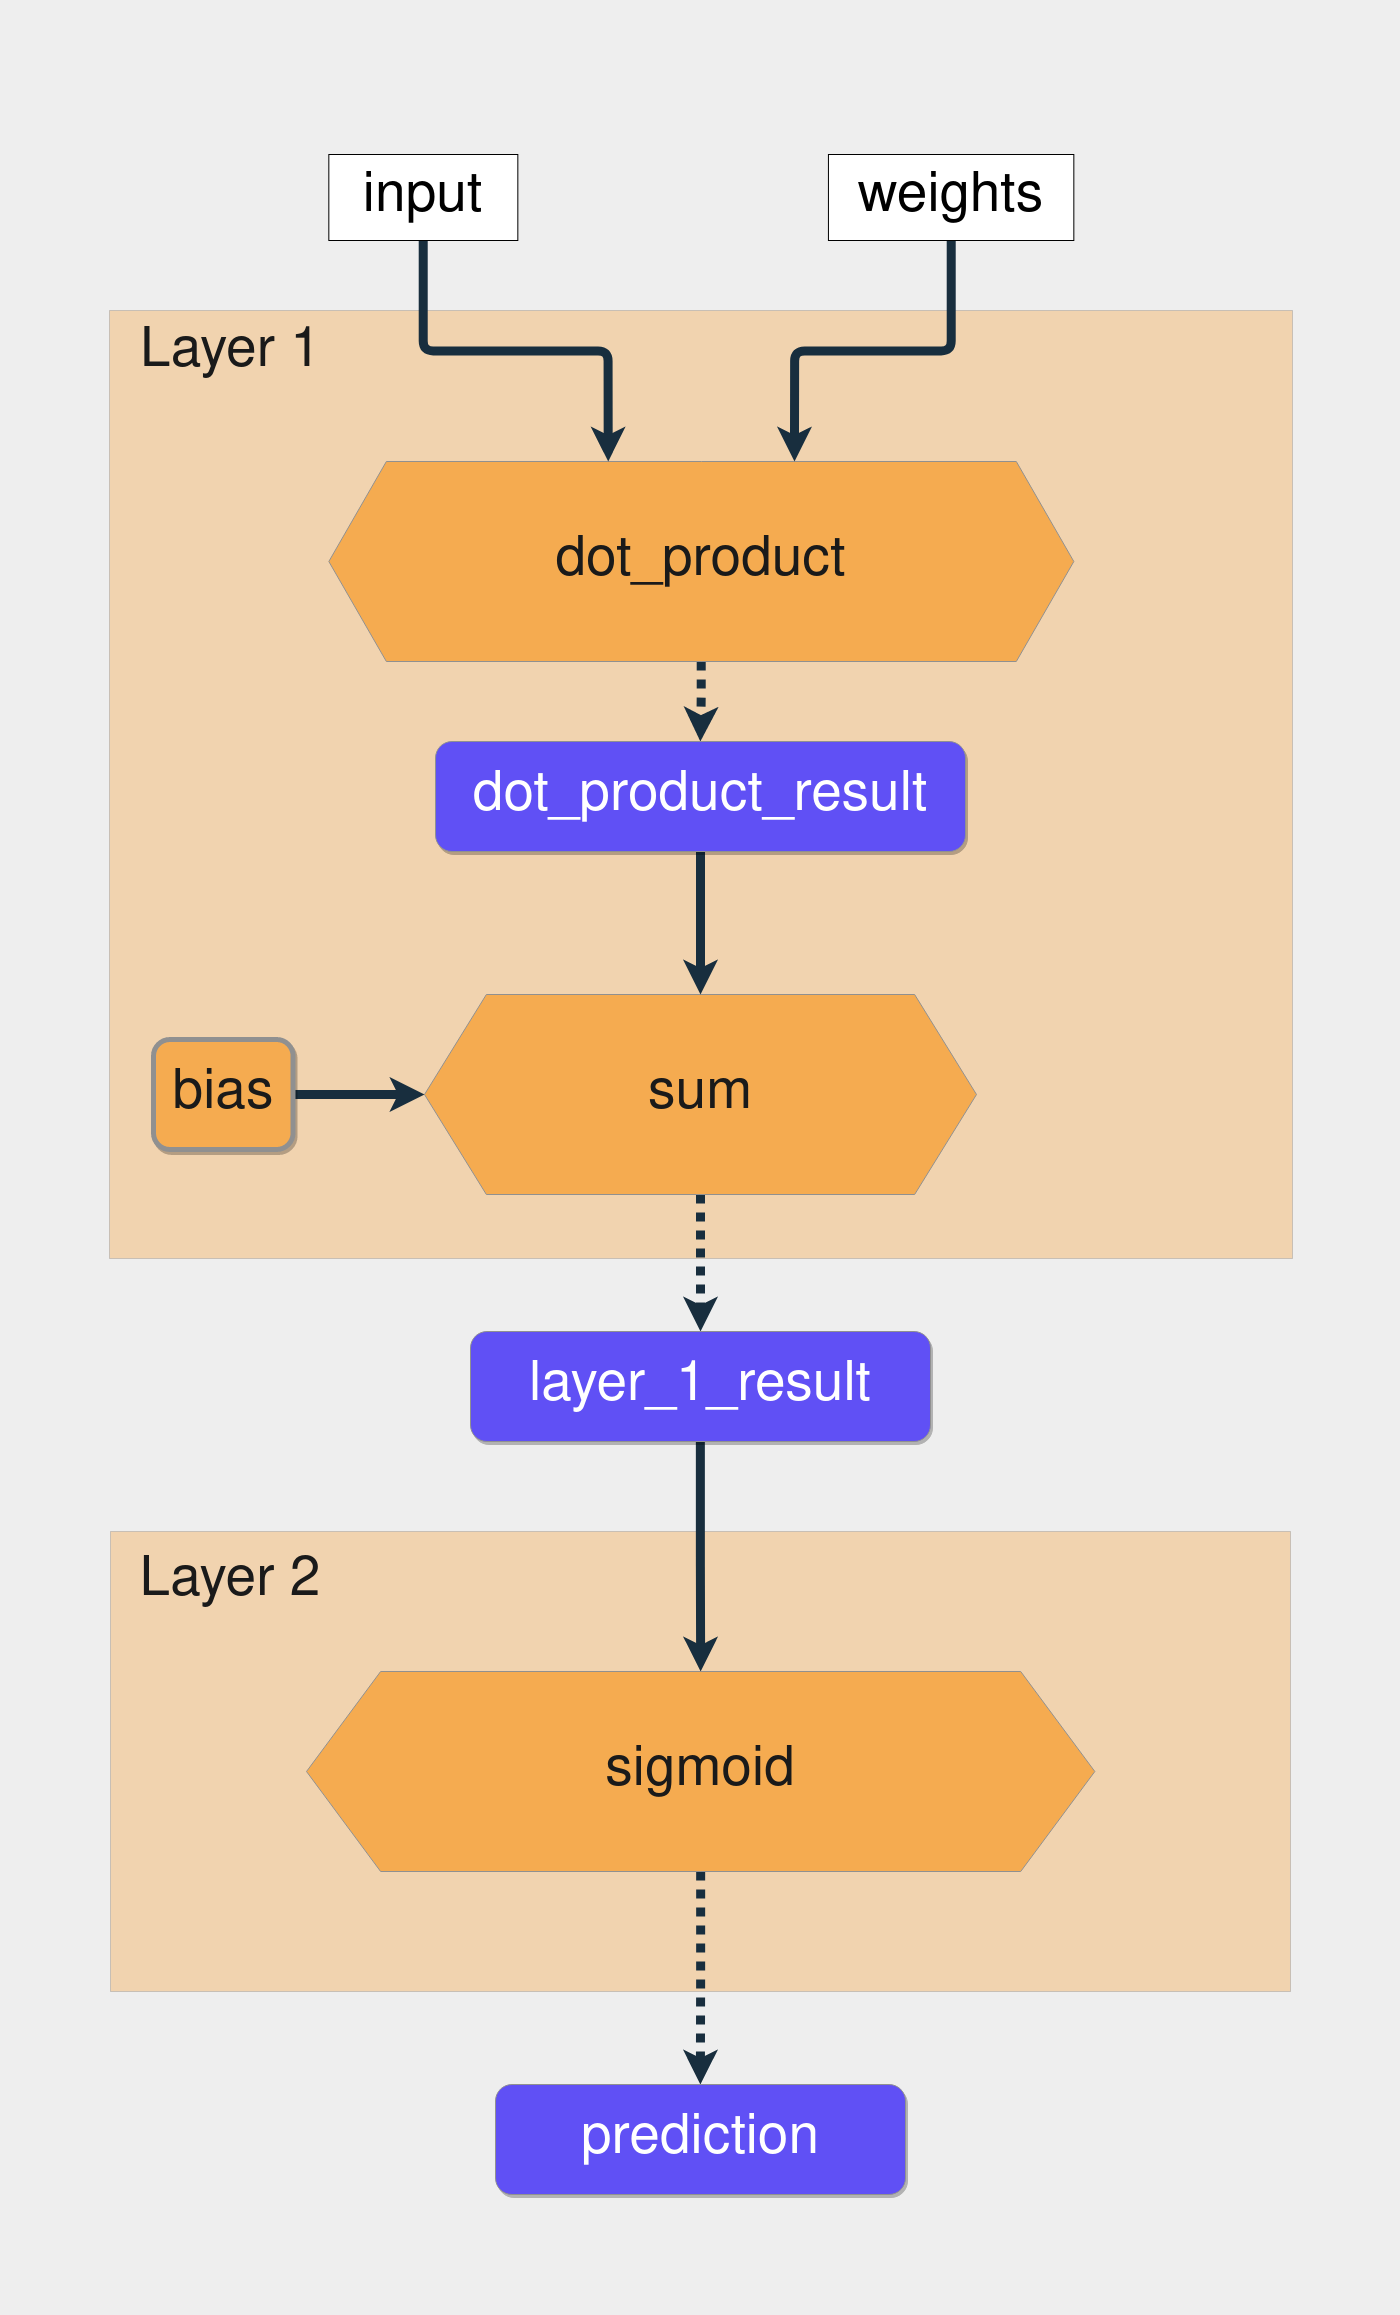 input
weights
Layer 1
dot_product
dot_product_result
bias
sum
layer_1_result
Layer 2
sigmoid
prediction